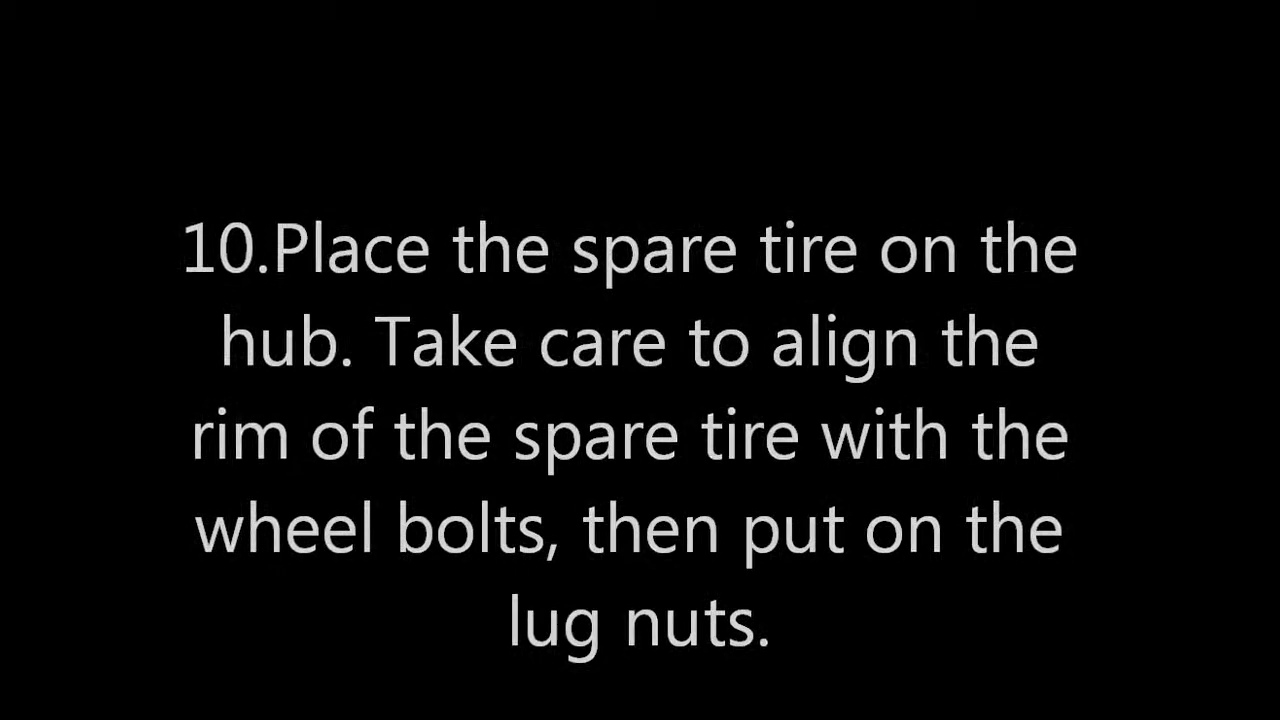 10.Place the spare tire on the
hub. Take care to align the
rim of the spare tire with the
wheel bolts, then put on the
lug nuts.